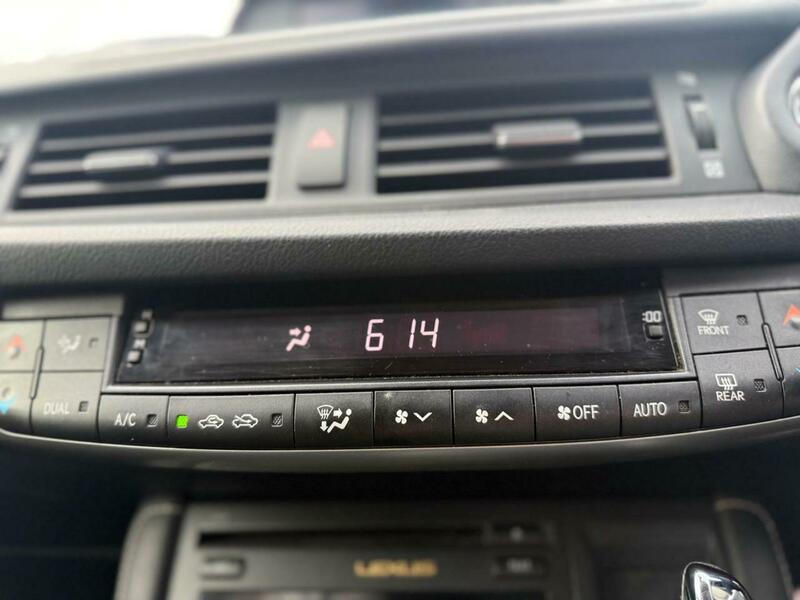 H
M
6 14
:00
FRONT
DUAL
A/C
OFF
AUTO
REAR
LEXUS